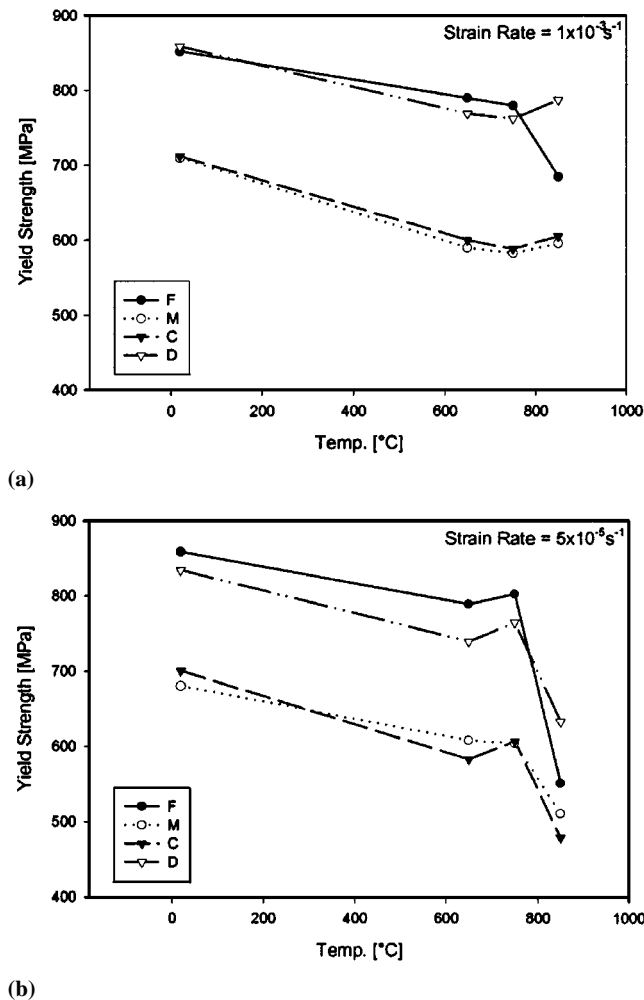 900
Strain Rate = 1x10⁻³s⁻¹
800
700
600
500
400
Yield Strength [MPa]
F
M
C
D
0 200 400 600 800 1000
Temp. [°C]
(a)
900
Strain Rate = 5x10⁻⁵s⁻¹
800
700
600
500
400
Yield Strength [MPa]
F
M
C
D
0 200 400 600 800 1000
Temp. [°C]
(b)